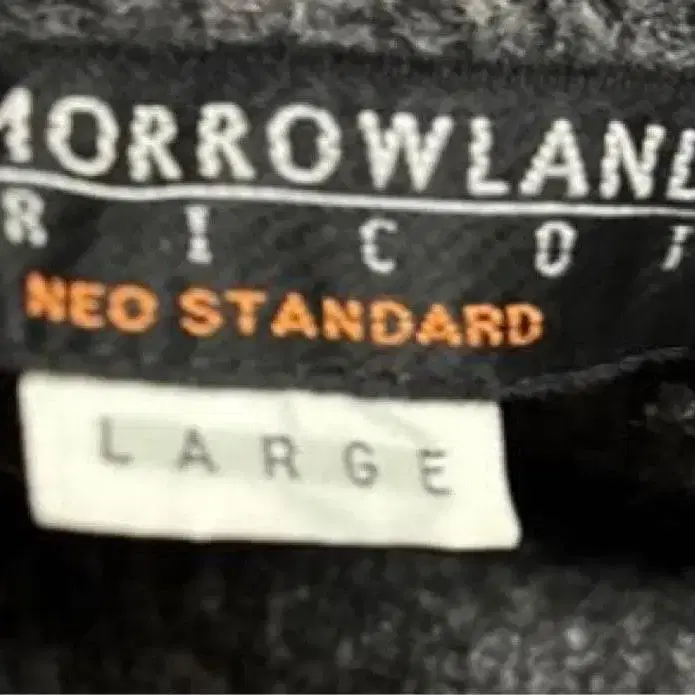 MORROWLAND
R I C O T
NEO STANDARD
LARGE